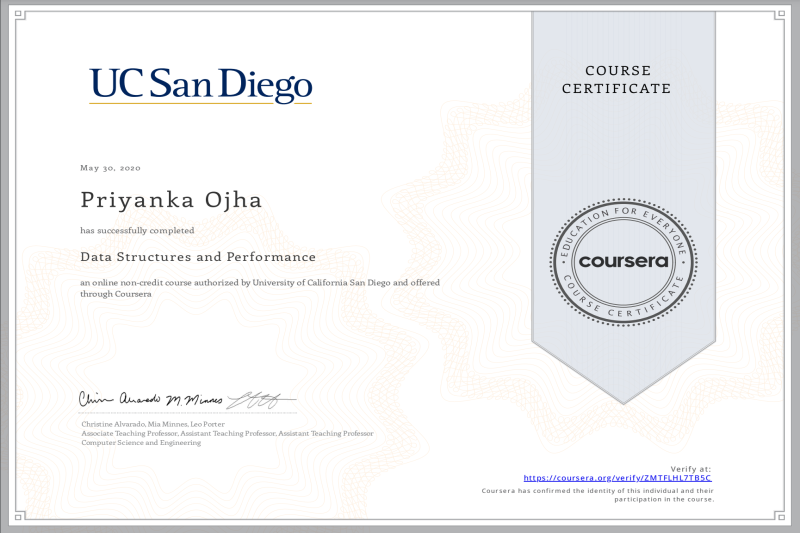 UC San Diego
COURSE
CERTIFICATE
May 30, 2020
Priyanka Ojha
has successfully completed
Data Structures and Performance
an online non-credit course authorized by University of California San Diego and offered
through Coursera
EDUCATION FOR EVERYONE
coursera
COURSE CERTIFICATE
Christine Alvarado, Mia Minnes, Leo Porter
Associate Teaching Professor, Assistant Teaching Professor, Assistant Teaching Professor
Computer Science and Engineering
Verify at:
https://coursera.org/verify/ZMTFLHL7TB5C
Coursera has confirmed the identity of this individual and their
participation in the course.